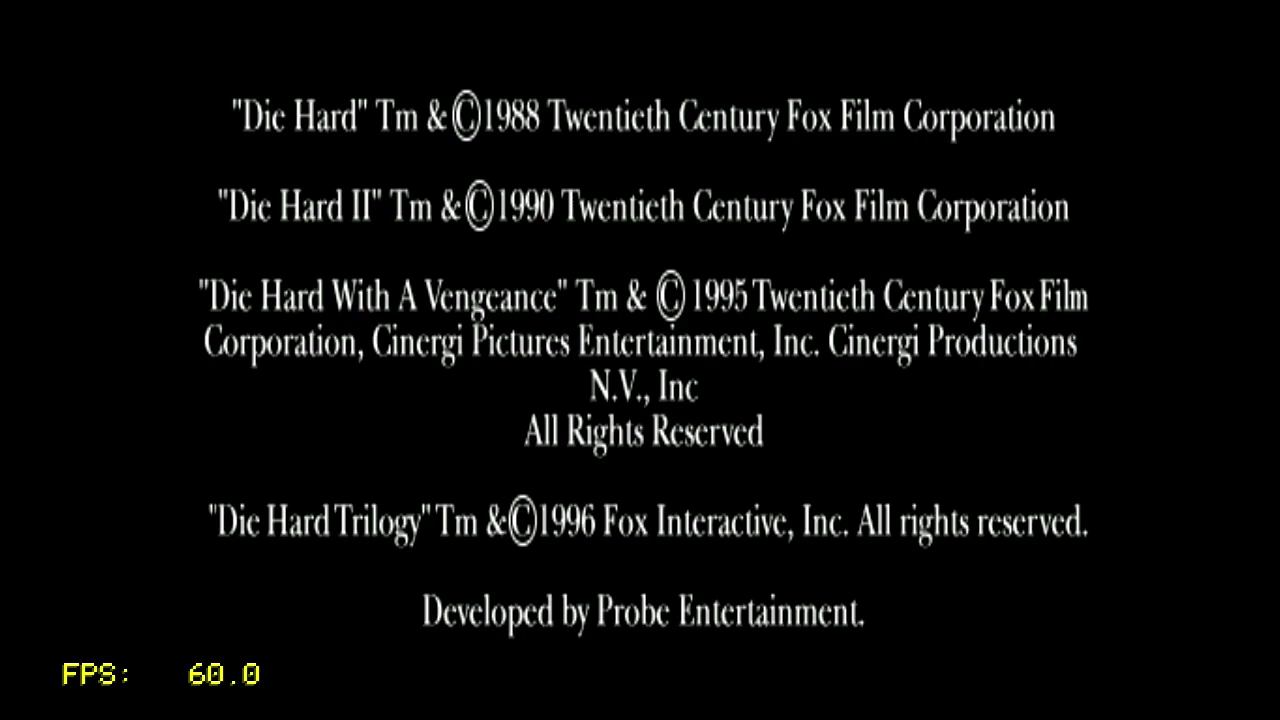 "Die Hard" Tm &©1988 Twentieth Century Fox Film Corporation
"Die Hard II" Tm &©1990 Twentieth Century Fox Film Corporation
"Die Hard With A Vengeance" Tm & © 1995 Twentieth Century Fox Film
Corporation, Cinergi Pictures Entertainment, Inc. Cinergi Productions
N.V., Inc
All Rights Reserved
"Die Hard Trilogy" Tm &©1996 Fox Interactive, Inc. All rights reserved.
Developed by Probe Entertainment.
FPS: 60.0